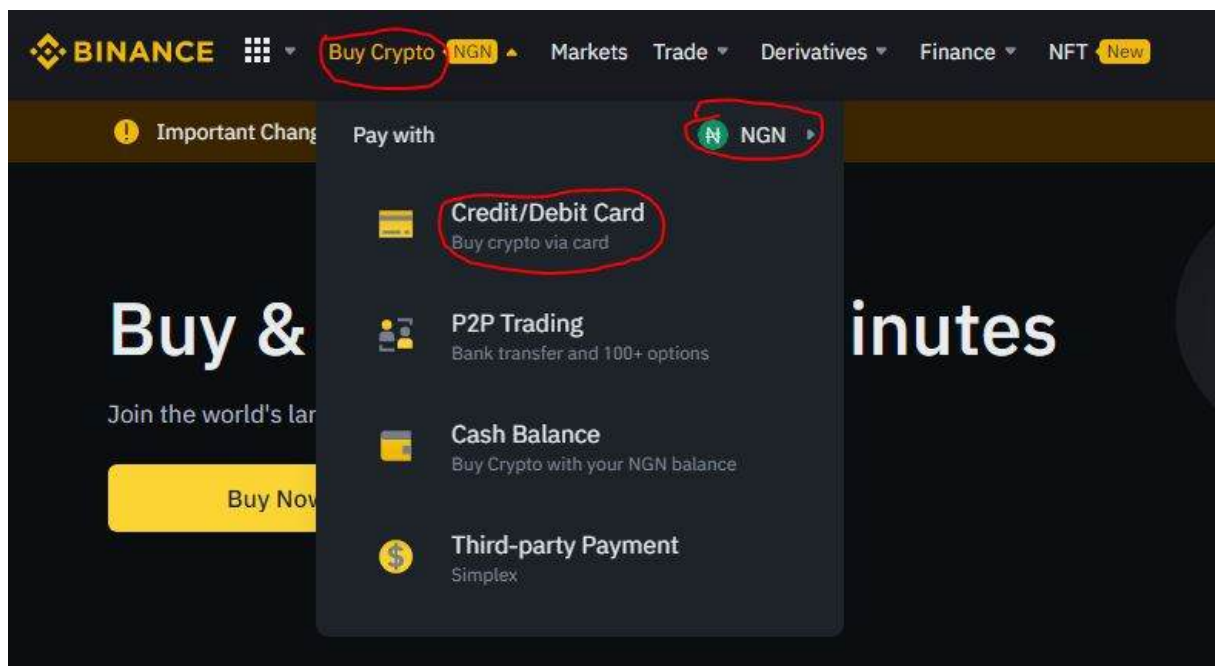 BINANCE Buy Crypto NGN Markets Trade Derivatives Finance NFT New
Important Chang
Pay with NGN
Credit/Debit Card
Buy crypto via card
P2P Trading
Bank transfer and 100+ options
Cash Balance
Buy Crypto with your NGN balance
Third-party Payment
Simplex
Buy & inutes
Join the world's lar
Buy Nov